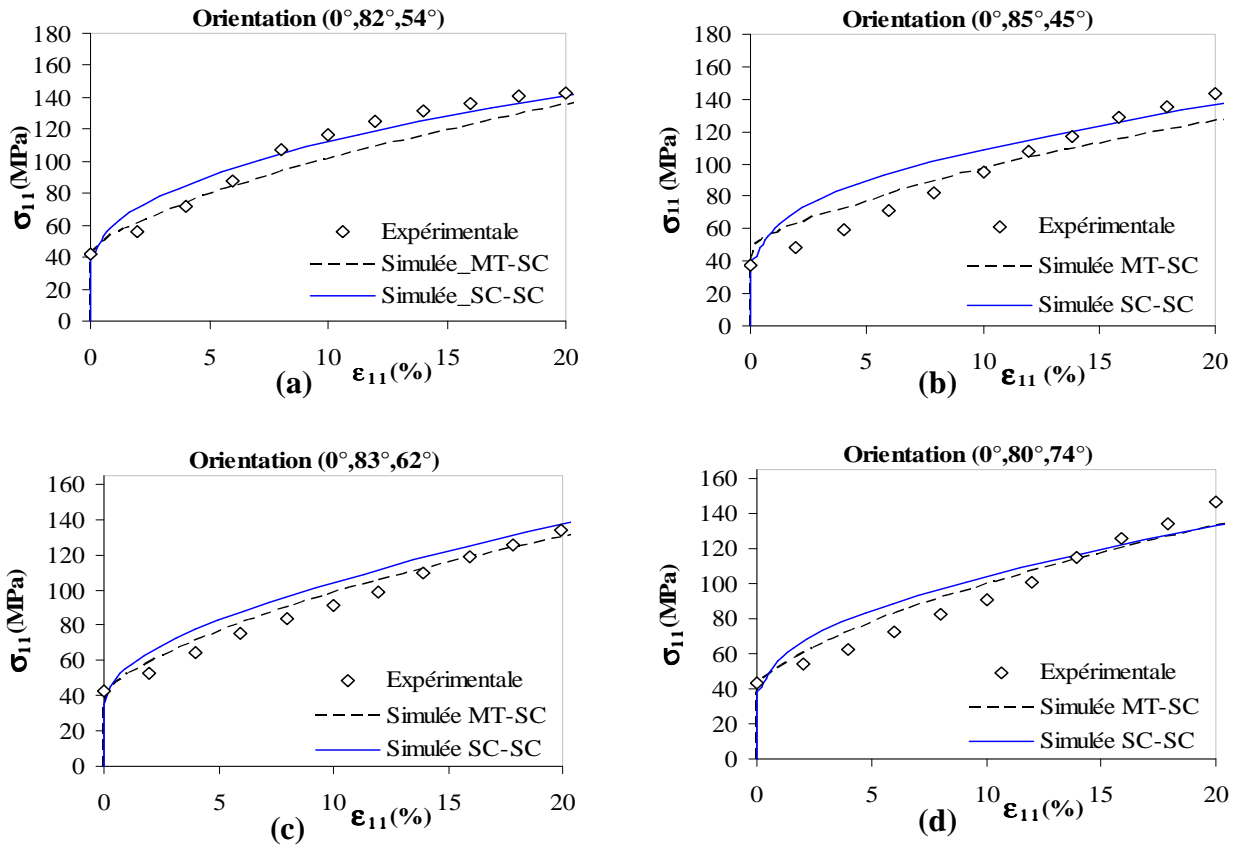 Orientation (0°,82°,54°)
180
160
140
120
100
80
60
40
20
0
σ11(MPa)
Expérimentale
Simulée_MT-SC
Simulée_SC-SC
0 5 10 15 20
ε11(%)
(a)
Orientation (0°,85°,45°)
180
160
140
120
100
80
60
40
20
0
σ11 (MPa)
Expérimentale
Simulée MT-SC
Simulée SC-SC
0 5 10 15 20
ε11 (%)
(b)
Orientation (0°,83°,62°)
160
140
120
100
80
60
40
20
0
σ11(MPa)
Expérimentale
Simulée MT-SC
Simulée SC-SC
0 5 10 15 20
ε11(%)
(c)
Orientation (0°,80°,74°)
160
140
120
100
80
60
40
20
0
σ11(MPa)
Expérimentale
Simulée MT-SC
Simulée SC-SC
0 5 10 15 20
ε11(%)
(d)